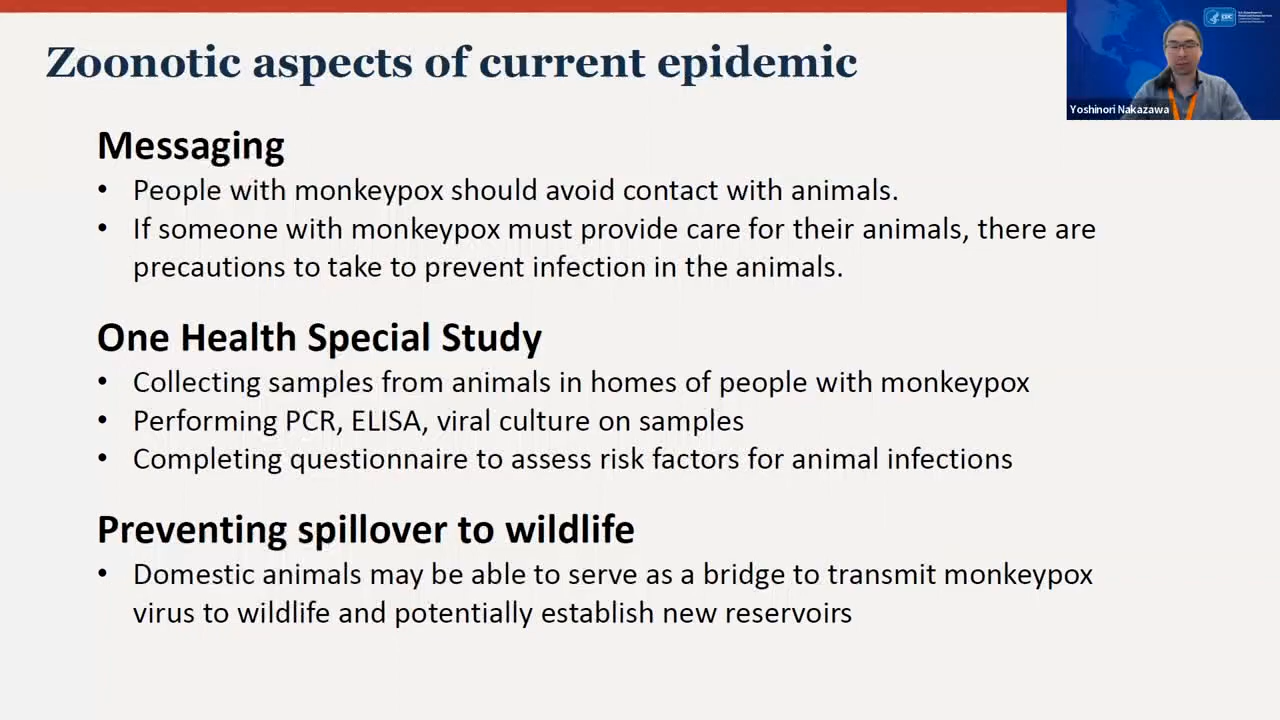 Zoonotic aspects of current epidemic
CDC
Yoshinori Nakazawa
Messaging
• People with monkeypox should avoid contact with animals.
• If someone with monkeypox must provide care for their animals, there are
precautions to take to prevent infection in the animals.
One Health Special Study
• Collecting samples from animals in homes of people with monkeypox
• Performing PCR, ELISA, viral culture on samples
• Completing questionnaire to assess risk factors for animal infections
Preventing spillover to wildlife
• Domestic animals may be able to serve as a bridge to transmit monkeypox
virus to wildlife and potentially establish new reservoirs